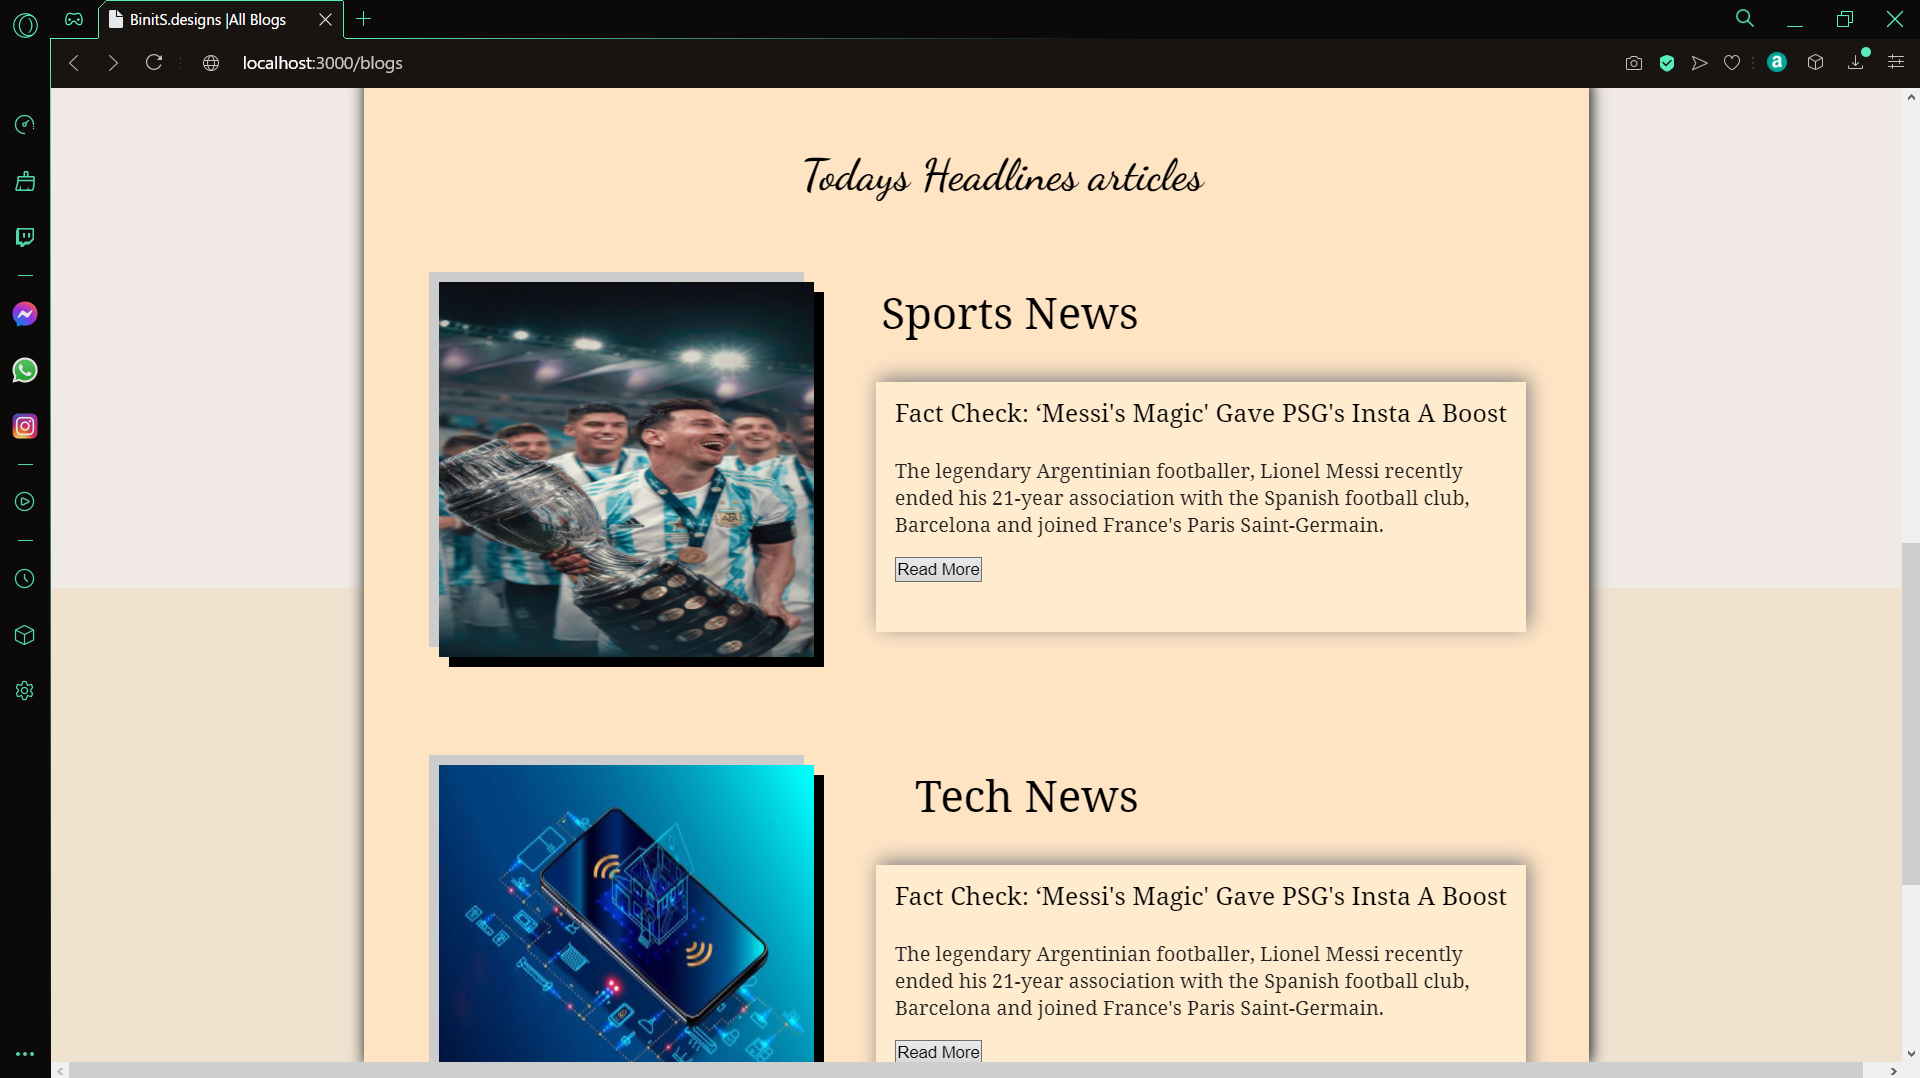 BinitS.designs |All Blogs
localhost:3000/blogs
a
Todays Headlines articles
Sports News
Fact Check: ‘Messi's Magic' Gave PSG's Insta A Boost
The legendary Argentinian footballer, Lionel Messi recently
ended his 21-year association with the Spanish football club,
Barcelona and joined France's Paris Saint-Germain.
Read More
Tech News
Fact Check: ‘Messi's Magic' Gave PSG's Insta A Boost
The legendary Argentinian footballer, Lionel Messi recently
ended his 21-year association with the Spanish football club,
Barcelona and joined France's Paris Saint-Germain.
Read More